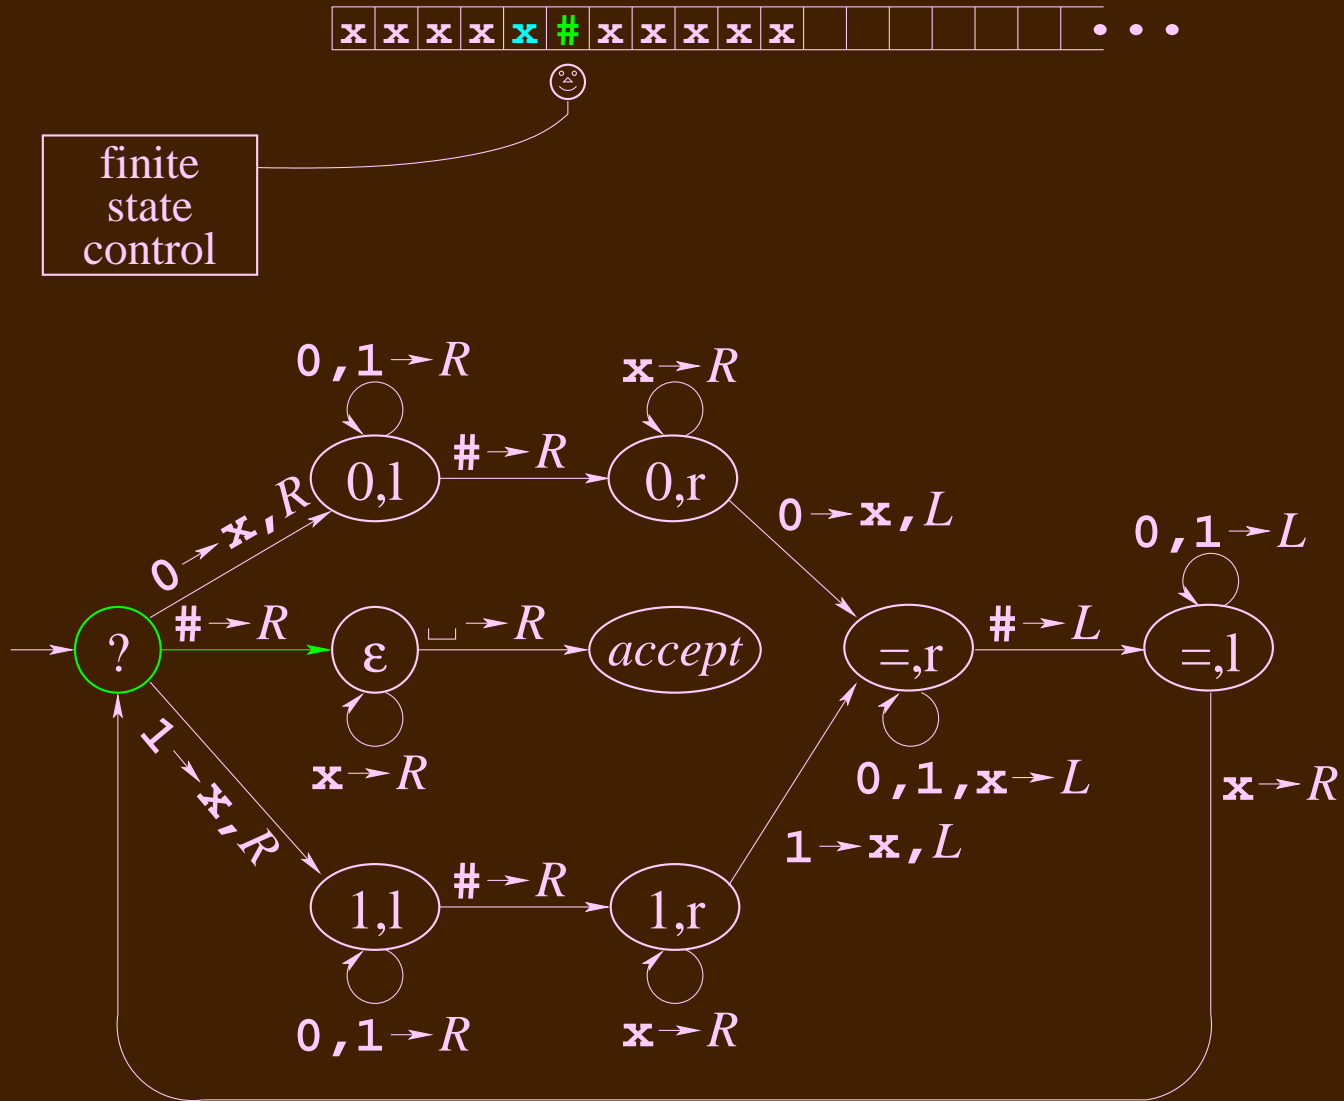 x x x x x # x x x x x • • •
finite
state
control
0,1→R
x→R
0,l
#→R
0,r
0→x,R
0→x,L
0,1→L
?
#→R
ε
␣→R
accept
=,r
#→L
=,l
1→x,R
x→R
0,1,x→L
x→R
1→x,L
1,l
#→R
1,r
0,1→R
x→R